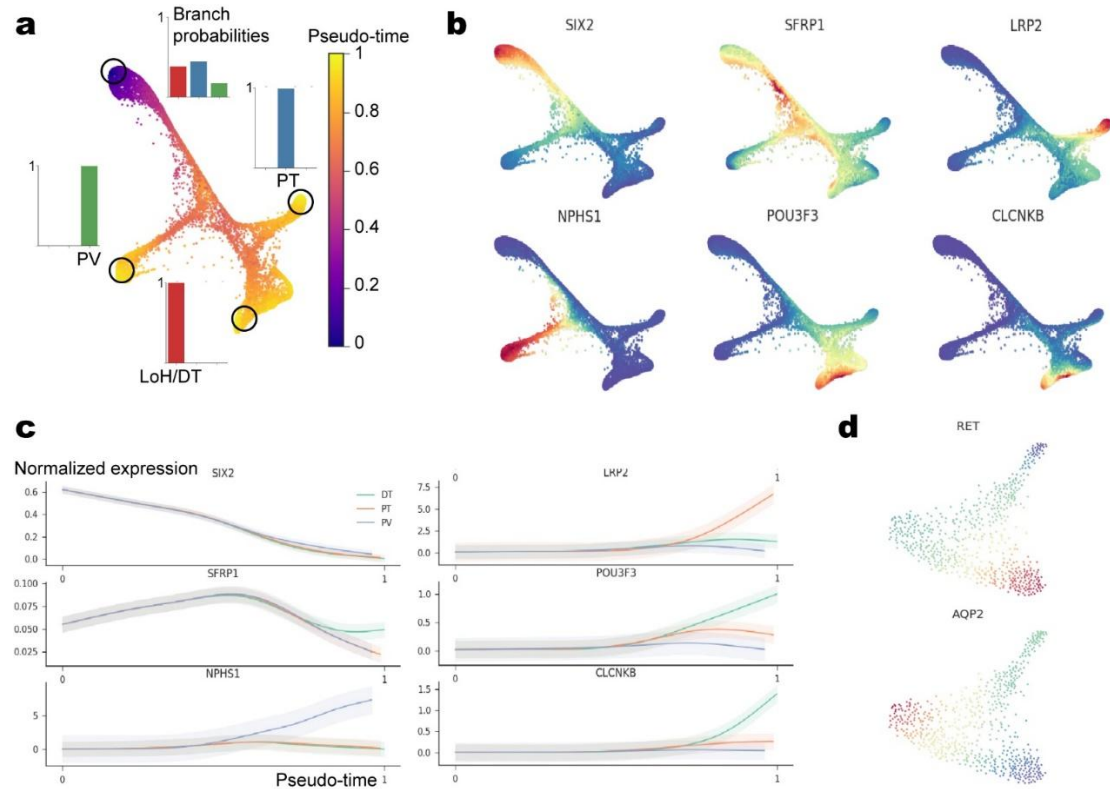 a
Branch
probabilities
1
Pseudo-time
1
0.8
0.6
0.4
0.2
0
1
PT
1
PV
1
LoH/DT
b
SIX2
SFRP1
LRP2
NPHS1
POU3F3
CLCNKB
c
Normalized expression
SIX2
0.6
0.4
0.2
0.0
DT
PT
PV
0
1
SFRP1
0.100
0.075
0.050
0.025
0
1
NPHS1
5
0
0
Pseudo-time
1
LRP2
0
1
7.5
5.0
2.5
0.0
POU3F3
1.0
0.5
0.0
0
1
CLCNKB
1.5
1.0
0.5
0.0
0
1
d
RET
AQP2